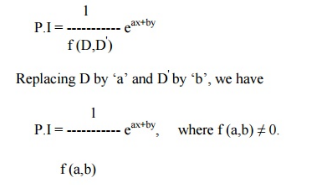 1
P.I = ----------- e^ax+by
f (D,D')
Replacing D by ‘a’ and D' by ‘b’, we have
1
P.I = ----------- e^ax+by, where f (a,b) ≠ 0.
f (a,b)